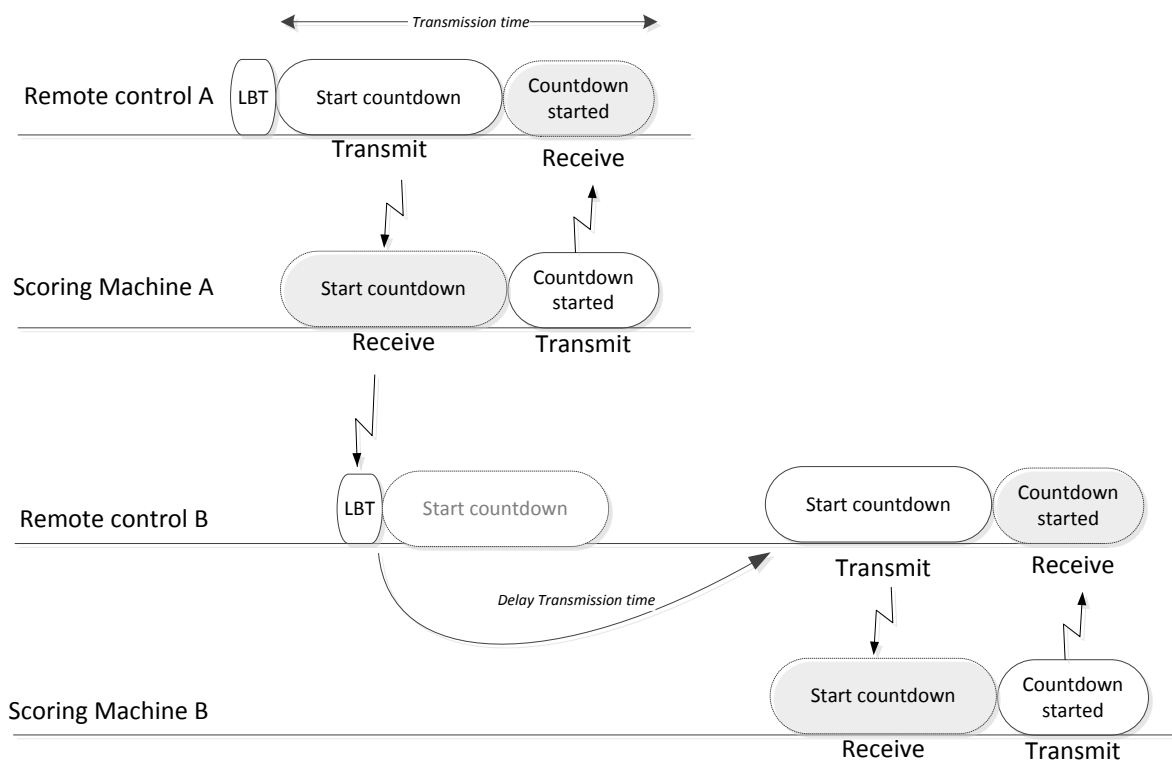 Transmission time
Remote control A
LBT
Start countdown
Countdown
started
Transmit
Receive
Scoring Machine A
Start countdown
Countdown
started
Receive
Transmit
Remote control B
LBT
Start countdown
Start countdown
Countdown
started
Transmit
Receive
Delay Transmission time
Scoring Machine B
Start countdown
Countdown
started
Receive
Transmit